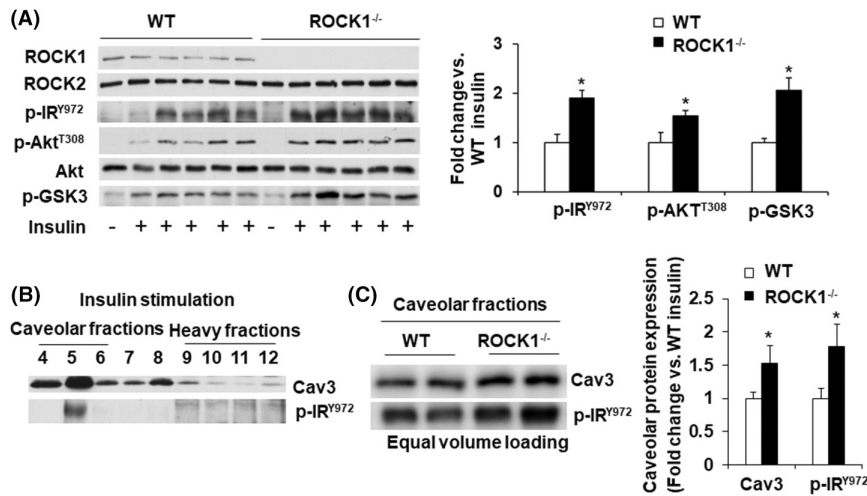 (A)
WT ROCK1-/-
ROCK1
ROCK2
p-IRY972
p-AktT308
Akt
p-GSK3
Insulin - + + + + + - + + + + +
WT
ROCK1-/-
Fold change vs.
WT insulin
3
2
1
0
* * *
p-IRY972 p-AKTT308 p-GSK3
(B)
Insulin stimulation
Caveolar fractions Heavy fractions
4 5 6 7 8 9 10 11 12
Cav3
p-IRY972
(C)
Caveolar fractions
WT ROCK1-/-
Cav3
p-IRY972
Equal volume loading
WT
ROCK1-/-
Caveolar protein expression
(Fold change vs. WT insulin)
2.5
2
1.5
1
0.5
0
* *
Cav3 p-IRY972